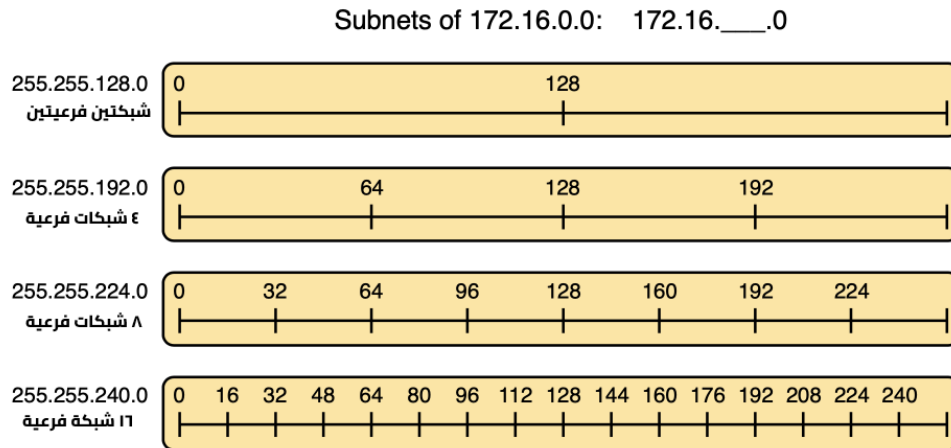 Subnets of 172.16.0.0: 172.16.___.0
255.255.128.0 0 128
شبكتين فرعيتين
255.255.192.0 0 64 128 192
٤ شبكات فرعية
255.255.224.0 0 32 64 96 128 160 192 224
٨ شبكات فرعية
255.255.240.0 0 16 32 48 64 80 96 112 128 144 160 176 192 208 224 240
١٦ شبكة فرعية